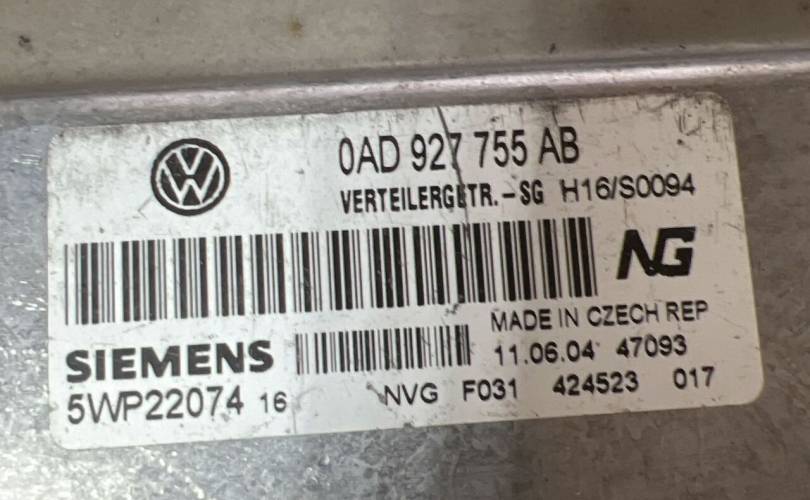 0AD 927 755 AB
VERTEILERGETR.-SG H16/S0094
NG
MADE IN CZECH REP
SIEMENS 11.06.04 47093
5WP22074 16 NVG F031 424523 017